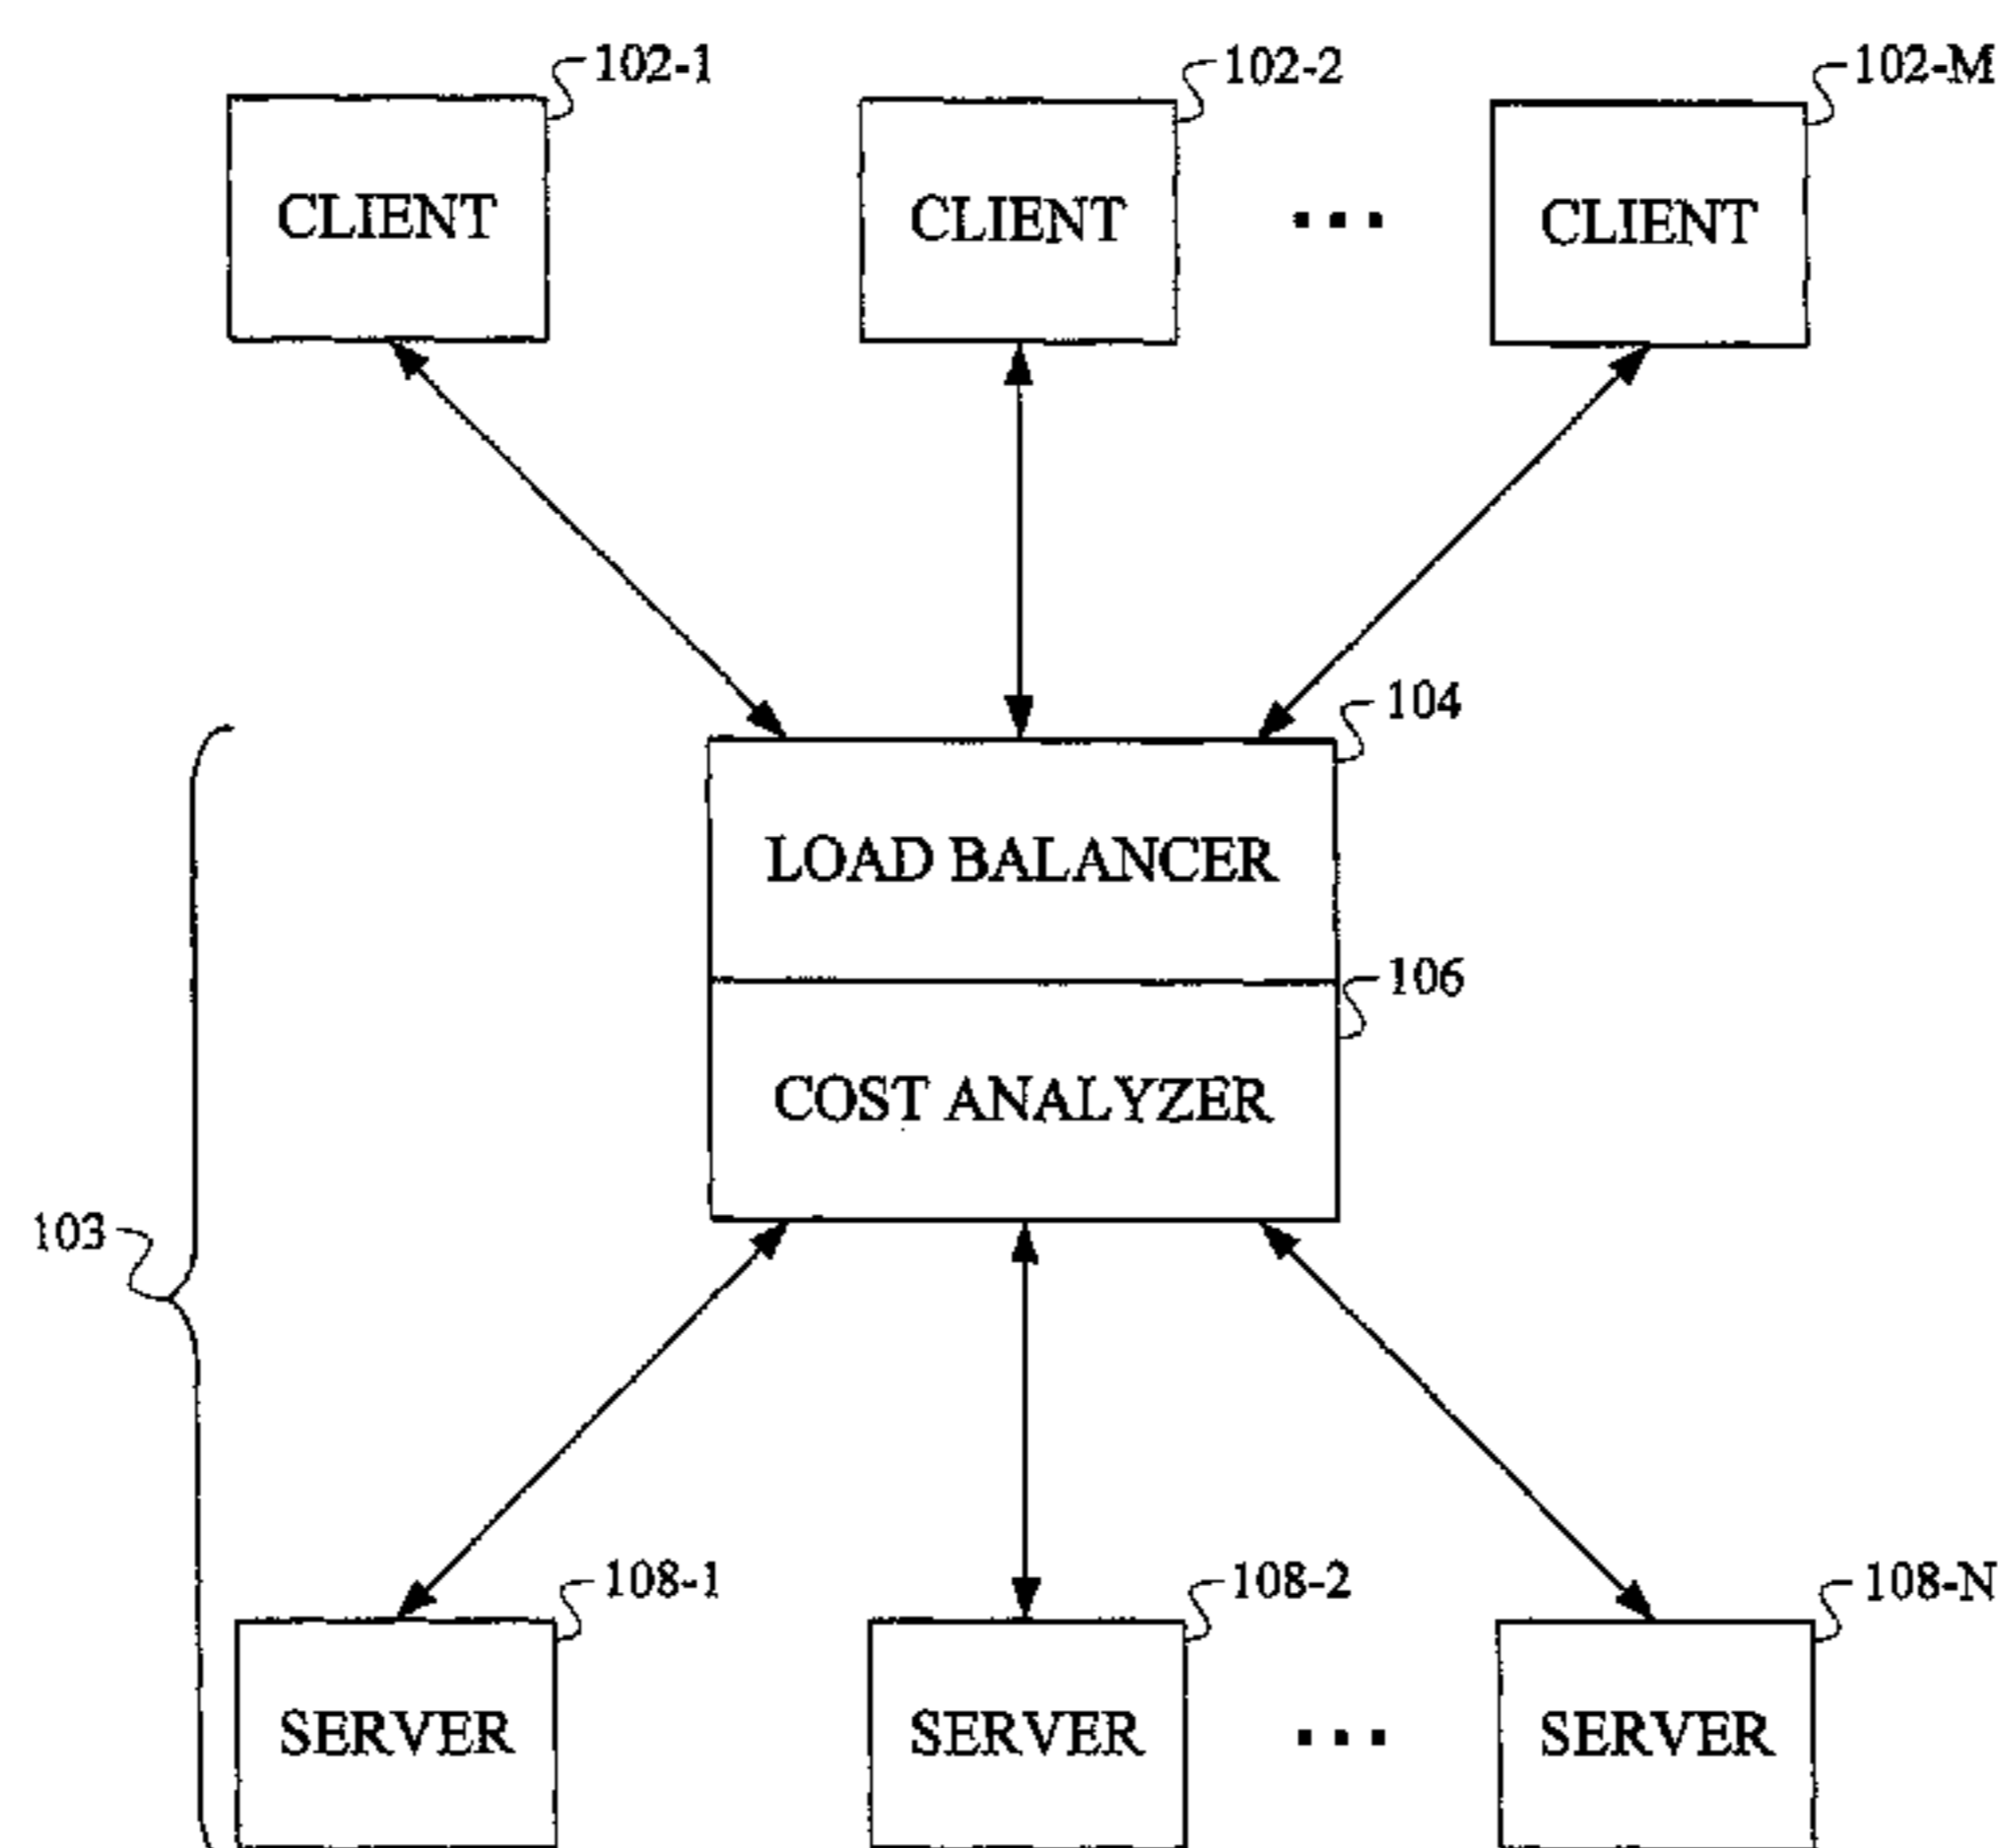 102-1
102-2
102-M
CLIENT
CLIENT
...
CLIENT
104
LOAD BALANCER
106
COST ANALYZER
103
108-1
108-2
108-N
SERVER
SERVER
...
SERVER